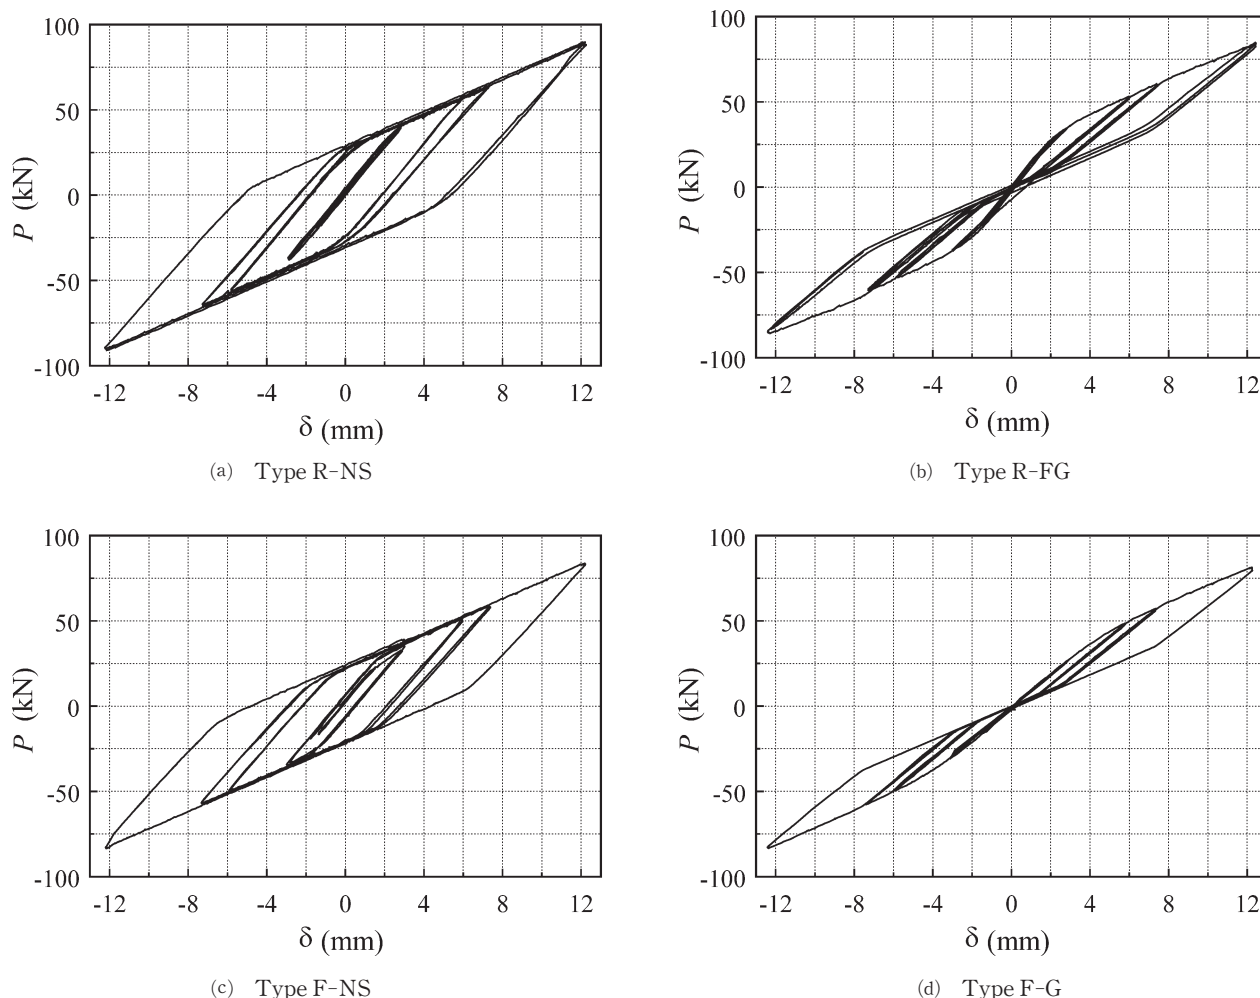 100
50
0
-50
-100
P (kN)
-12 -8 -4 0 4 8 12
δ (mm)
(a) Type R-NS
100
50
0
-50
-100
P (kN)
-12 -8 -4 0 4 8 12
δ (mm)
(b) Type R-FG
100
50
0
-50
-100
P (kN)
-12 -8 -4 0 4 8 12
δ (mm)
(c) Type F-NS
100
50
0
-50
-100
P (kN)
-12 -8 -4 0 4 8 12
δ (mm)
(d) Type F-G